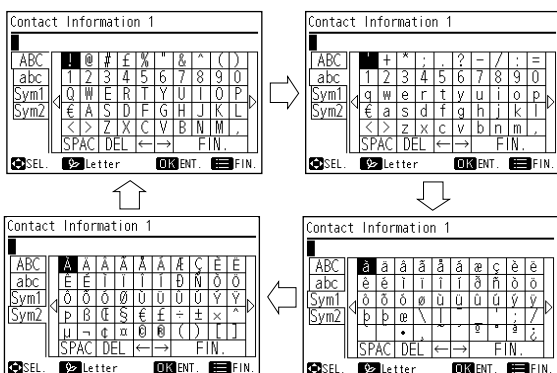 Contact Information 1
ABC ! @ # £ % " & ^ ( )
abc 1 2 3 4 5 6 7 8 9 0
Sym1 Q W E R T Y U I O P
Sym2 € A S D F G H J K L
< > Z X C V B N M ,
SPAC DEL ← → FIN.
SEL. Letter OK ENT. FIN.
Contact Information 1
ABC ' + * ; . ? - / : =
abc 1 2 3 4 5 6 7 8 9 0
Sym1 q w e r t y u i o p
Sym2 € a s d f g h j k l
< > z x c v b n m ,
SPAC DEL ← → FIN.
SEL. Letter OK ENT. FIN.
Contact Information 1
ABC À Æ Ç
abc Ð Ñ
Sym1 Ø
Sym2 Þ ß Œ § € £ ÷ ± × ^
µ ¬ ¢ ¤ © ® ( ) [ ]
SPAC DEL ← → FIN.
SEL. Letter OK ENT. FIN.
Contact Information 1
ABC à æ ç
abc ð ñ
Sym1 ø
Sym2 þ œ \ | ; /
SPAC DEL ← → FIN.
SEL. Letter OK ENT. FIN.